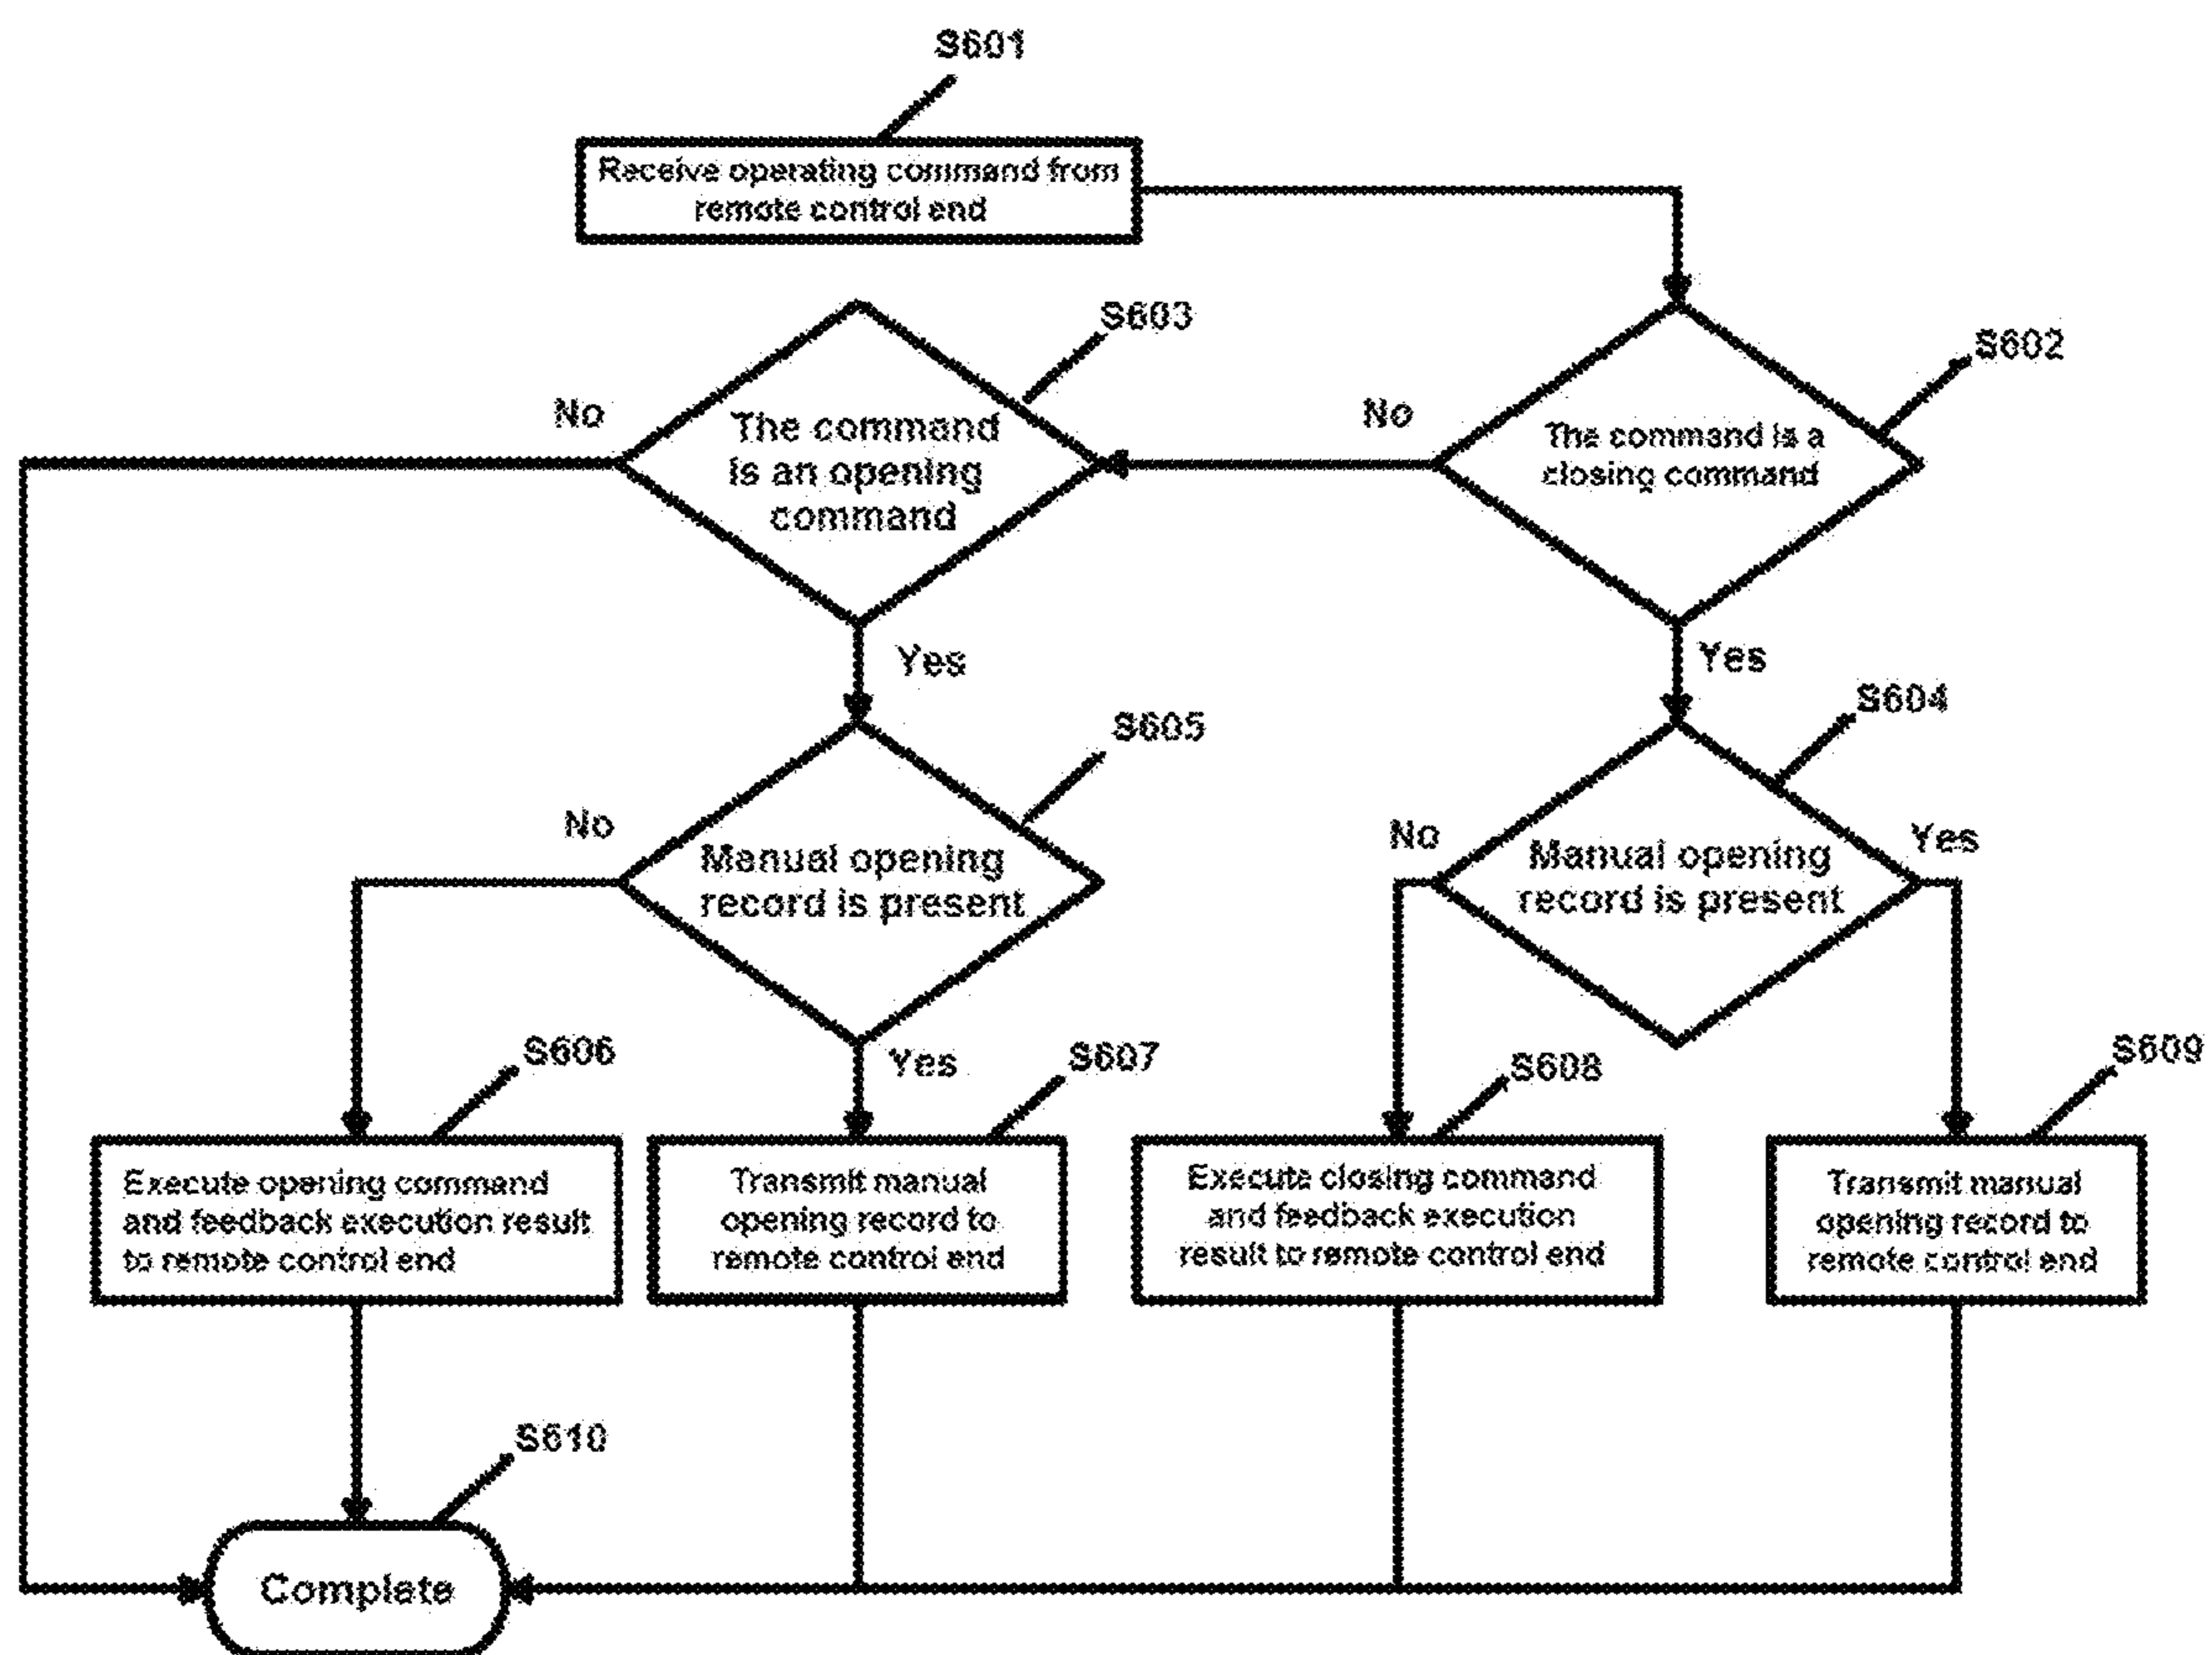 S601
Receive operating command from
remote control end
S603
S602
No
The command
is an opening
command
No
The command is a
closing command
Yes
Yes
S605
S604
No
Manual opening
record is present
No
Manual opening
record is present
Yes
S606
Yes
S607
S608
S609
Execute opening command
and feedback execution result
to remote control end
Transmit manual
opening record to
remote control end
Execute closing command
and feedback execution
result to remote control end
Transmit manual
opening record to
remote control end
S610
Complete